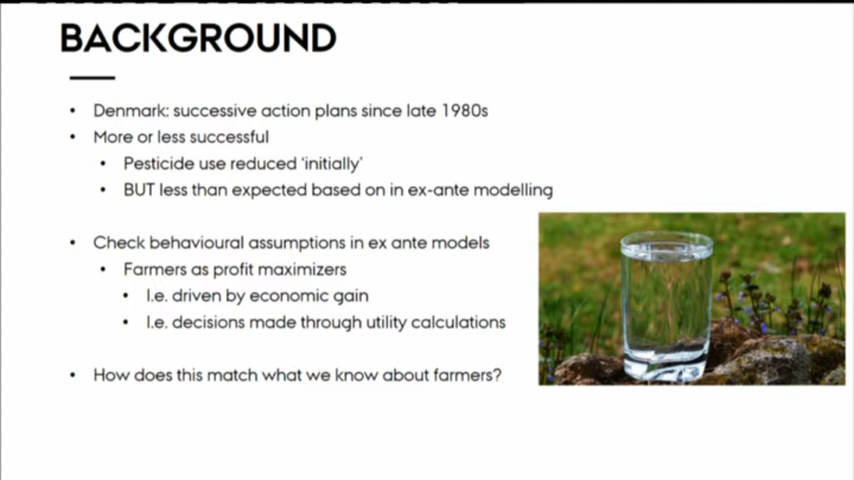 BACKGROUND
• Denmark: successive action plans since late 1980s
• More or less successful
• Pesticide use reduced ‘initially’
• BUT less than expected based on in ex-ante modelling
• Check behavioural assumptions in ex ante models
• Farmers as profit maximizers
• I.e. driven by economic gain
• I.e. decisions made through utility calculations
• How does this match what we know about farmers?